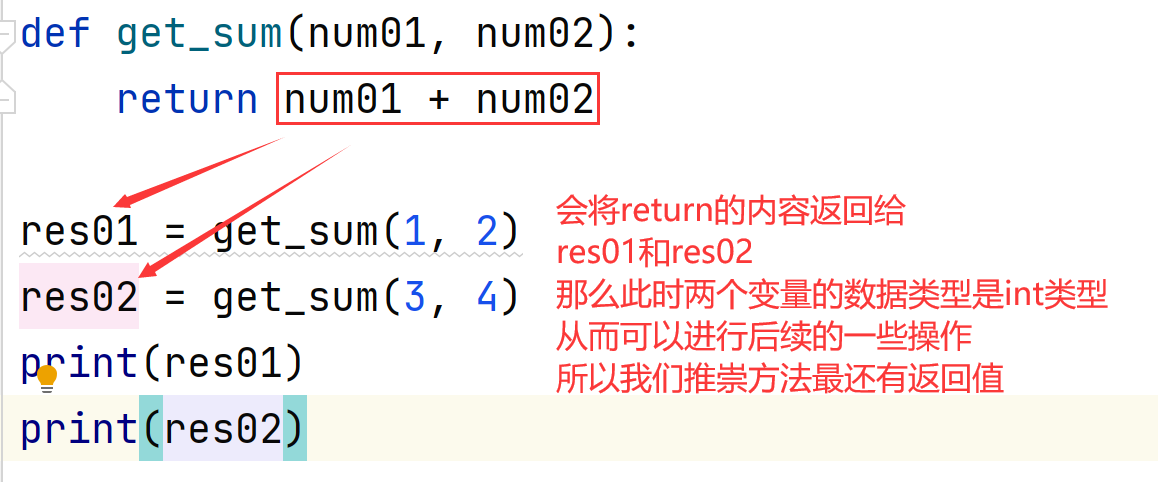 def get_sum(num01, num02):
    return num01 + num02
res01 = get_sum(1, 2)
res02 = get_sum(3, 4)
print(res01)
print(res02)
会将return的内容返回给
res01和res02
那么此时两个变量的数据类型是int类型
从而可以进行后续的一些操作
所以我们推崇方法最还有返回值